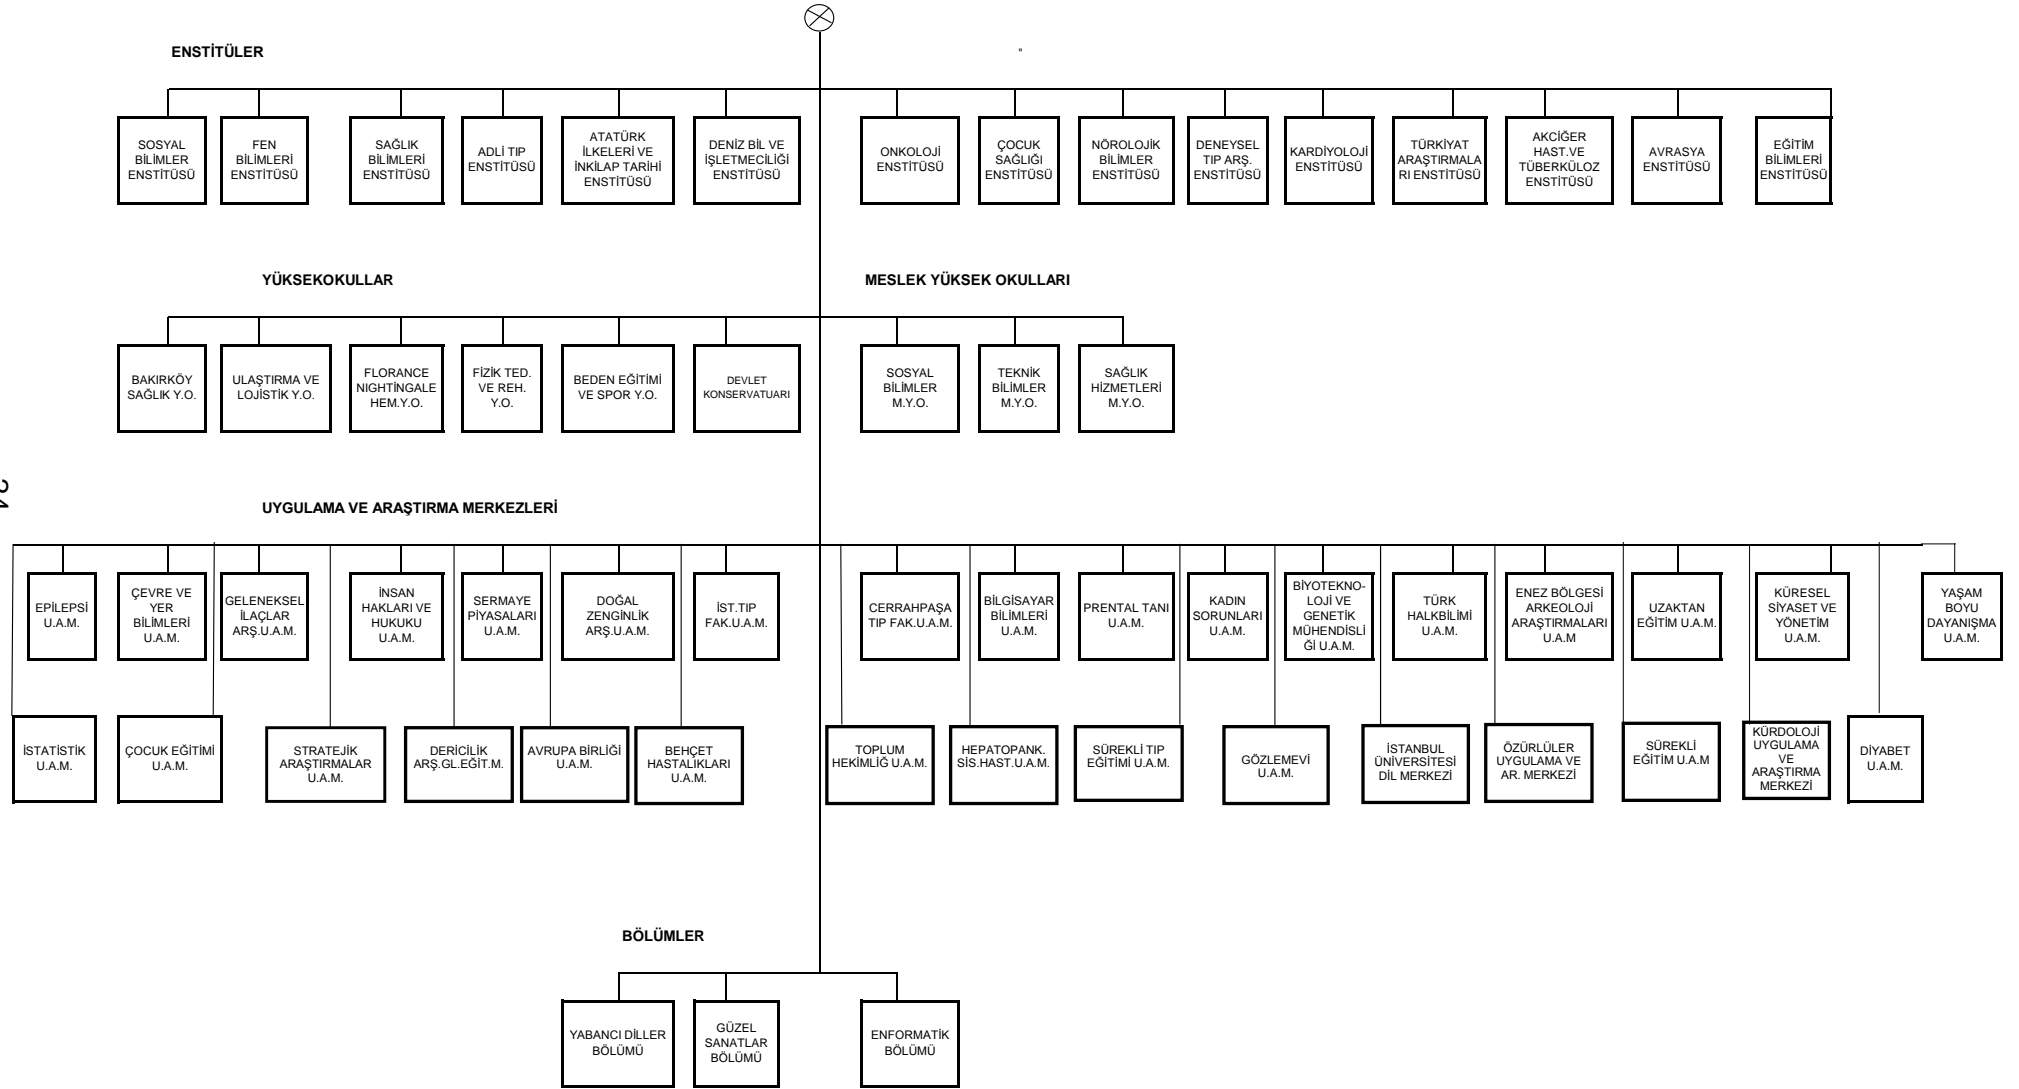 ENSTİTÜLER
"
SOSYAL
BİLİMLER
ENSTİTÜSÜ
FEN
BİLİMLERİ
ENSTİTÜSÜ
SAĞLIK
BİLİMLERİ
ENSTİTÜSÜ
ADLİ TIP
ENSTİTÜSÜ
ATATÜRK
İLKELERİ VE
İNKİLAP TARİHİ
ENSTİTÜSÜ
DENİZ BİL VE
İŞLETMECİLİĞİ
ENSTİTÜSÜ
ONKOLOJİ
ENSTİTÜSÜ
ÇOCUK
SAĞLIĞI
ENSTİTÜSÜ
NÖROLOJİK
BİLİMLER
ENSTİTÜSÜ
DENEYSEL
TIP ARŞ.
ENSTİTÜSÜ
KARDİYOLOJİ
ENSTİTÜSÜ
TÜRKİYAT
ARAŞTIRMALA
RI ENSTİTÜSÜ
AKCİĞER
HAST.VE
TÜBERKÜLOZ
ENSTİTÜSÜ
AVRASYA
ENSTİTÜSÜ
EĞİTİM
BİLİMLERİ
ENSTİTÜSÜ
YÜKSEKOKULLAR
MESLEK YÜKSEK OKULLARI
BAKIRKÖY
SAĞLIK Y.O.
ULAŞTIRMA VE
LOJİSTİK Y.O.
FLORANCE
NIGHTİNGALE
HEM.Y.O.
FİZİK TED.
VE REH.
Y.O.
BEDEN EĞİTİMİ
VE SPOR Y.O.
DEVLET
KONSERVATUARI
SOSYAL
BİLİMLER
M.Y.O.
TEKNİK
BİLİMLER
M.Y.O.
SAĞLIK
HİZMETLERİ
M.Y.O.
UYGULAMA VE ARAŞTIRMA MERKEZLERİ
EPİLEPSİ
U.A.M.
ÇEVRE VE
YER
BİLİMLERİ
U.A.M.
GELENEKSEL
İLAÇLAR
ARŞ.U.A.M.
İNSAN
HAKLARI VE
HUKUKU
U.A.M.
SERMAYE
PİYASALARI
U.A.M.
DOĞAL
ZENGİNLİK
ARŞ.U.A.M.
İST.TIP
FAK.U.A.M.
CERRAHPAŞA
TIP FAK.U.A.M.
BİLGİSAYAR
BİLİMLERİ
U.A.M.
PRENTAL TANI
U.A.M.
KADIN
SORUNLARI
U.A.M.
BİYOTEKNO-
LOJİ VE
GENETİK
MÜHENDİSLİ
Ğİ U.A.M.
TÜRK
HALKBİLİMİ
U.A.M.
ENEZ BÖLGESİ
ARKEOLOJİ
ARAŞTIRMALARI
U.A.M
UZAKTAN
EĞİTİM U.A.M.
KÜRESEL
SİYASET VE
YÖNETİM
U.A.M.
YAŞAM
BOYU
DAYANIŞMA
U.A.M.
İSTATİSTİK
U.A.M.
ÇOCUK EĞİTİMİ
U.A.M.
STRATEJİK
ARAŞTIRMALAR
U.A.M.
DERİCİLİK
ARŞ.GL.EĞİT.M.
AVRUPA BİRLİĞİ
U.A.M.
BEHÇET
HASTALIKLARI
U.A.M.
TOPLUM
HEKİMLİĞ U.A.M.
HEPATOPANK.
SİS.HAST.U.A.M.
SÜREKLİ TIP
EĞİTİMİ U.A.M.
GÖZLEMEVİ
U.A.M.
İSTANBUL
ÜNİVERSİTESİ
DİL MERKEZİ
ÖZÜRLÜLER
UYGULAMA VE
AR. MERKEZİ
SÜREKLİ
EĞİTİM U.A.M
KÜRDOLOJİ
UYGULAMA
VE
ARAŞTIRMA
MERKEZİ
DİYABET
U.A.M.
BÖLÜMLER
YABANCI DİLLER
BÖLÜMÜ
GÜZEL
SANATLAR
BÖLÜMÜ
ENFORMATİK
BÖLÜMÜ